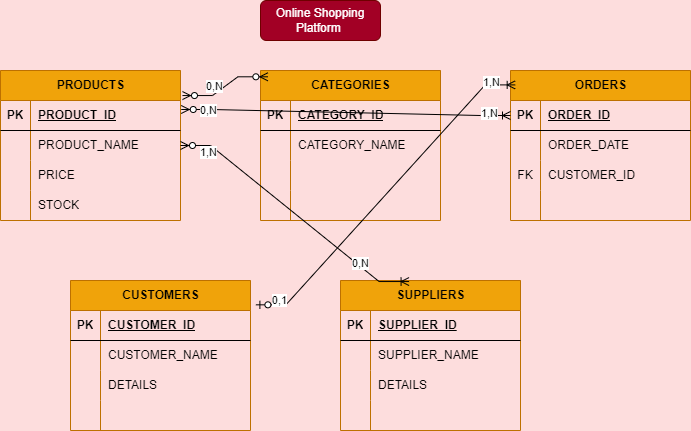 Online Shopping
Platform
PRODUCTS
PK PRODUCT_ID
PRODUCT_NAME
PRICE
STOCK
0,N
0,N
1,N
CATEGORIES
PK CATEGORY_ID
CATEGORY_NAME
1,N
1,N
ORDERS
PK ORDER_ID
ORDER_DATE
FK CUSTOMER_ID
0,N
0,1
CUSTOMERS
PK CUSTOMER_ID
CUSTOMER_NAME
DETAILS
SUPPLIERS
PK SUPPLIER_ID
SUPPLIER_NAME
DETAILS